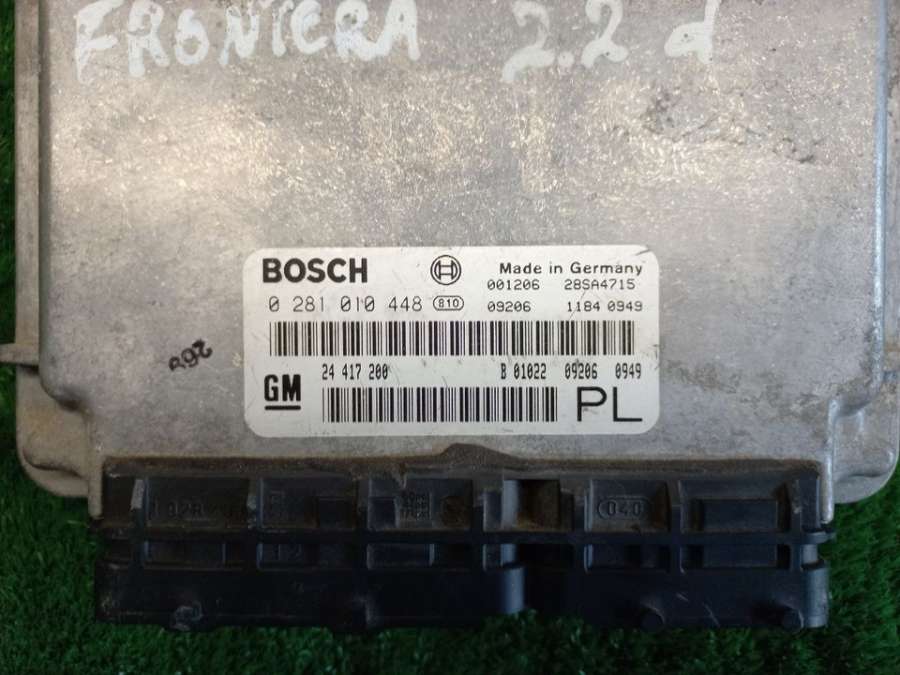 FRONTERA 2.2 d
BOSCH Made in Germany
001206 28SA4715
0 281 010 448 810 09206 1184 0949
24 417 200 B 01022 09206 0949
GM PL
040